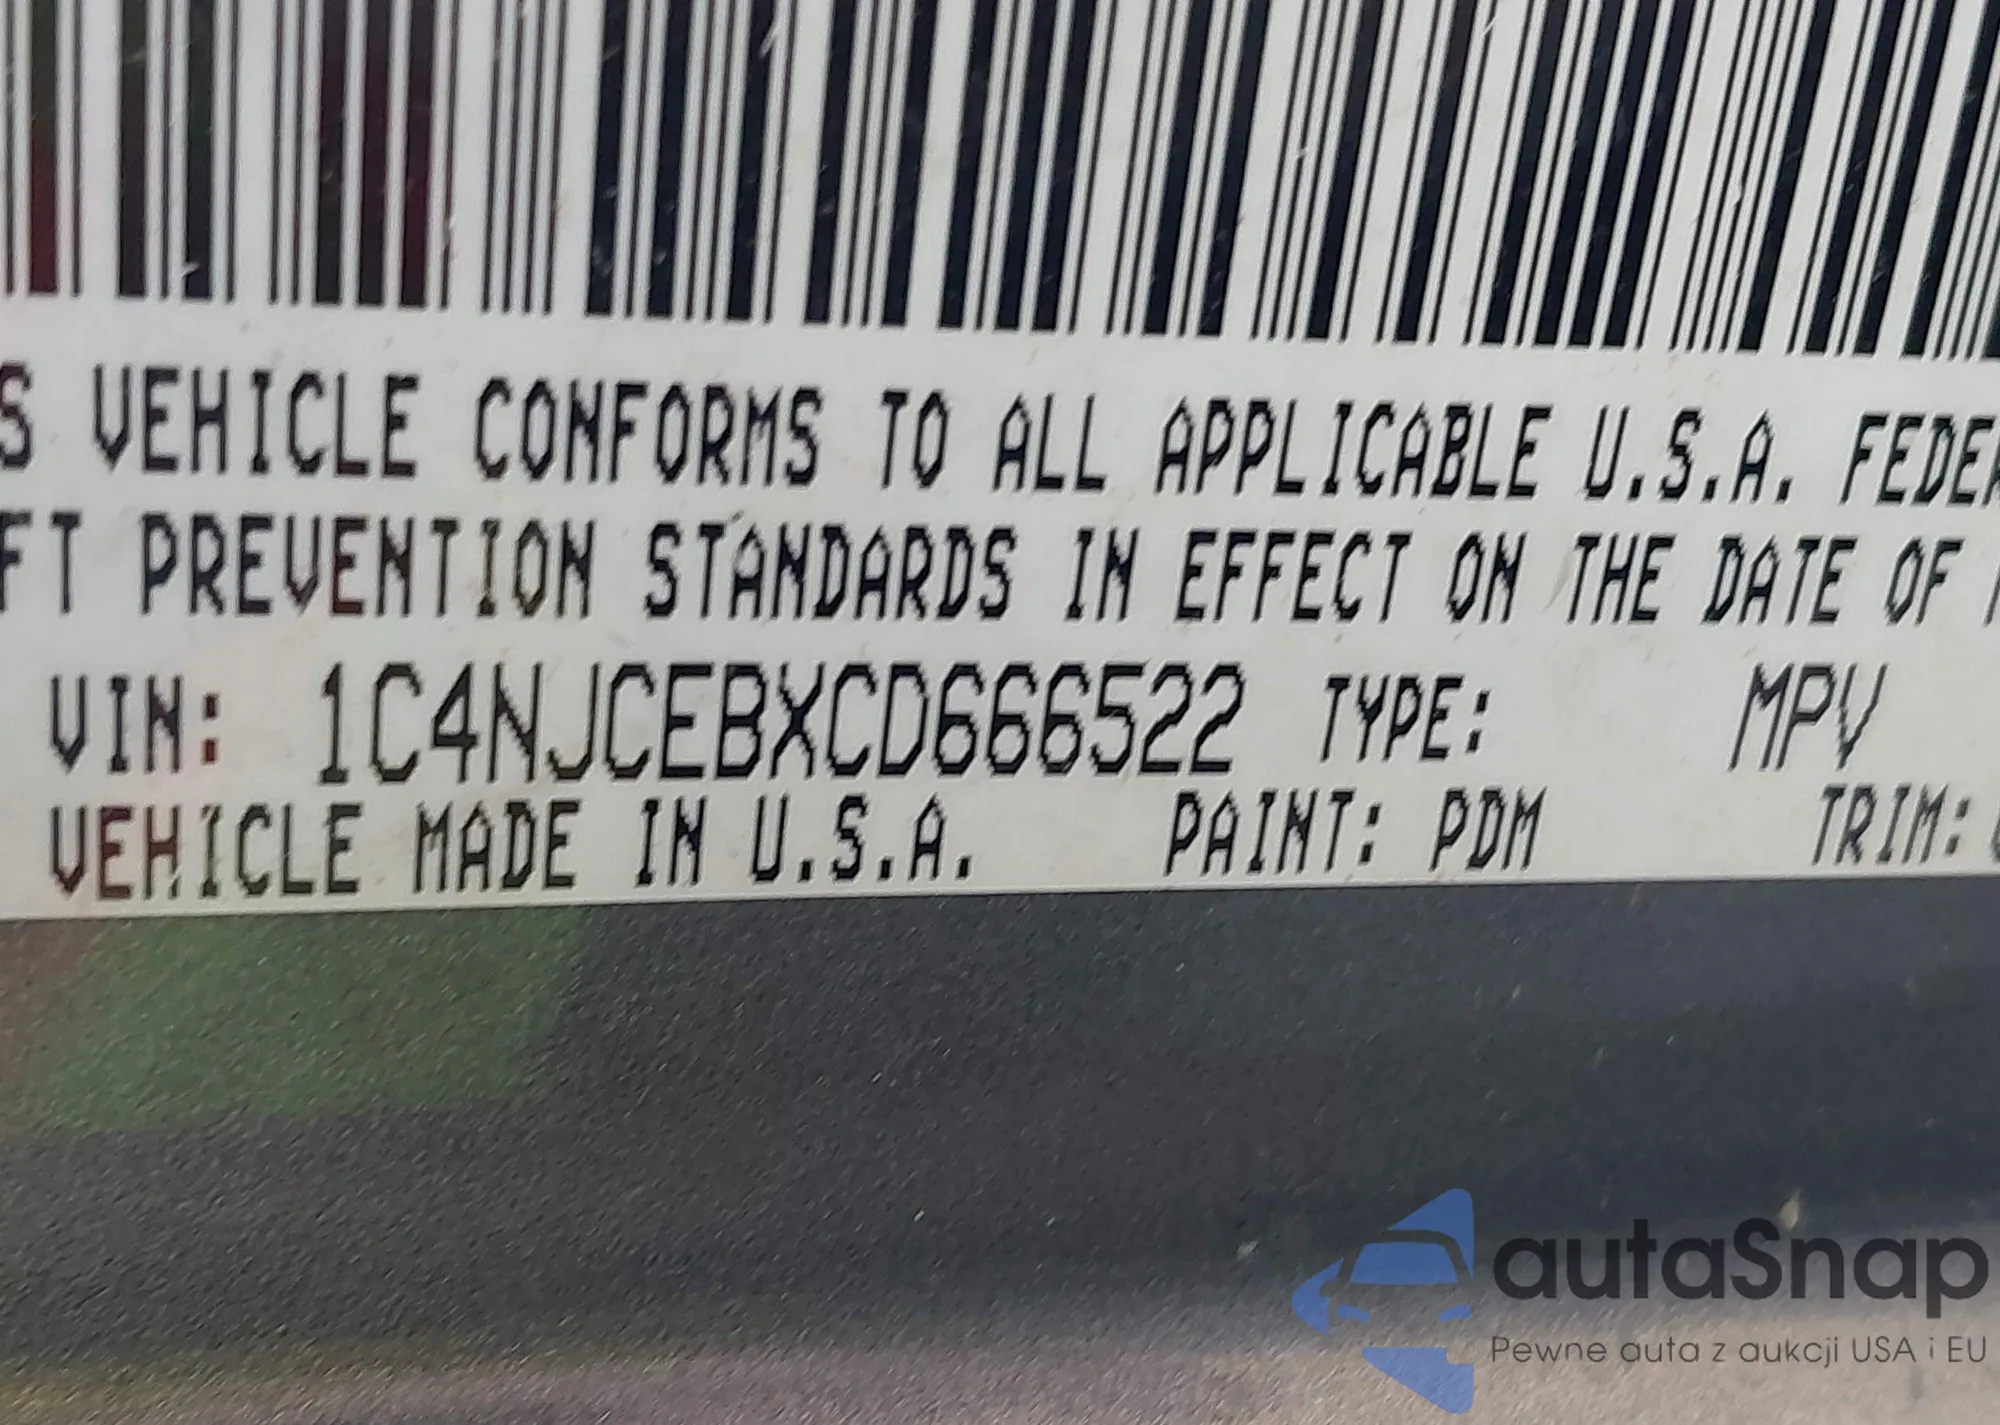 S VEHICLE CONFORMS TO ALL APPLICABLE U.S.A. FEDER
FT PREVENTION STANDARDS IN EFFECT ON THE DATE OF
VIN: 1C4NJCEBXCD666522 TYPE: MPV
VEHICLE MADE IN U.S.A. PAINT: PDM TRIM:
autaSnap
Pewne auta z aukcji USA i EU